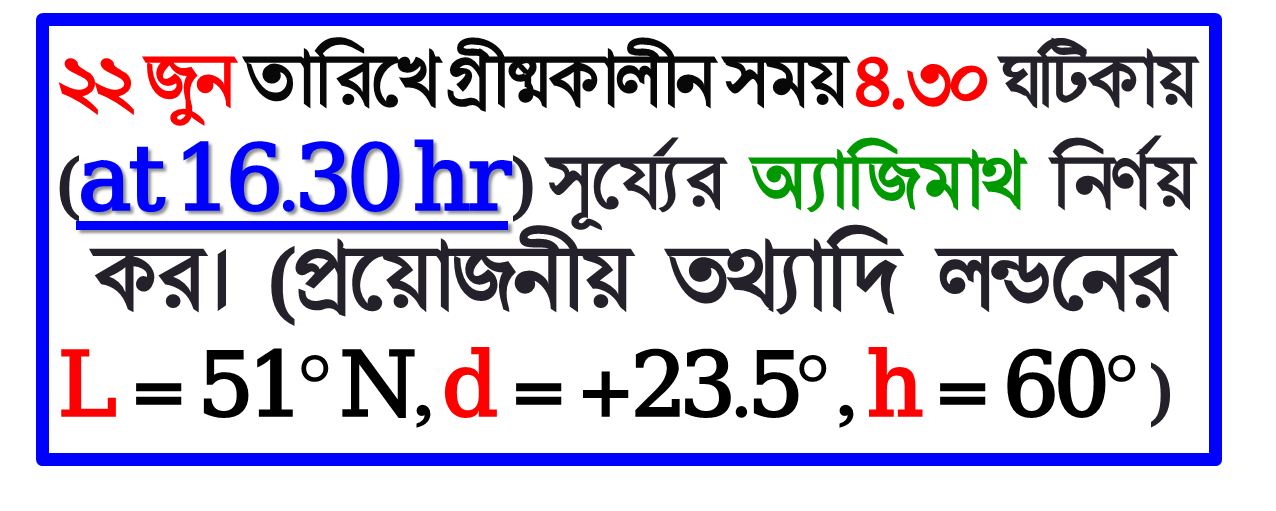 ২২ জুন তারিখে গ্রীষ্মকালীন সময় ৪.৩০ ঘটিকায়
(at 16.30 hr) সূর্য্যের অ্যাজিমাথ নির্ণয়
কর। (প্রয়োজনীয় তথ্যাদি লন্ডনের
L = 51° N, d = +23.5° , h = 60° )